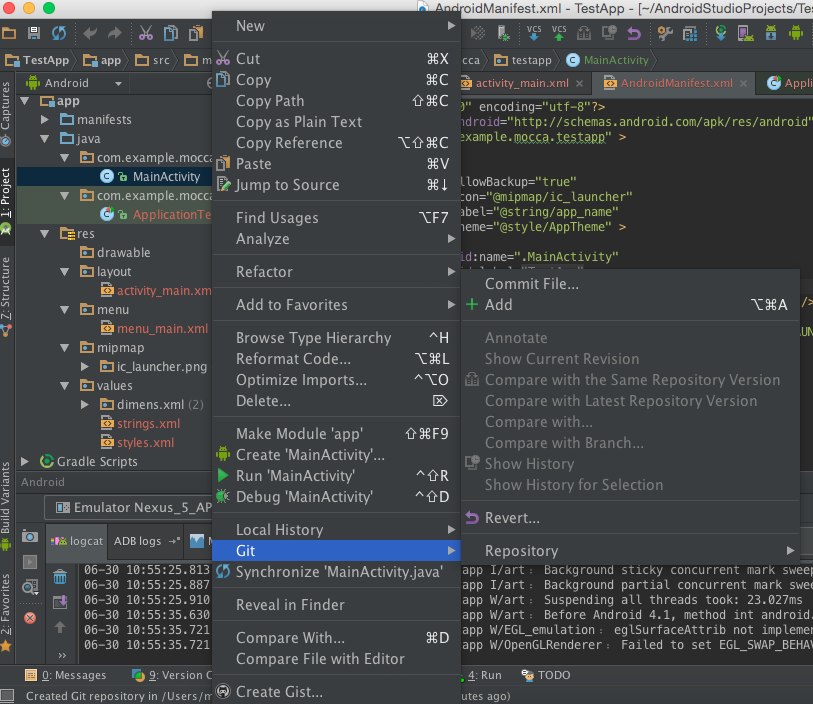 AndroidManifest.xml - TestApp - [~/AndroidStudioProjects/Tes
TestApp
app
src
testapp
MainActivity
Android
activity_main.xml
AndroidManifest.xml
Appli
Captures
1: Project
Z: Structure
Build Variants
2: Favorites
app
manifests
java
com.example.mocca
MainActivity
com.example.mocca
ApplicationTe
res
drawable
layout
activity_main.xm
menu
menu_main.xml
mipmap
ic_launcher.png
values
dimens.xml (2)
strings.xml
styles.xml
Gradle Scripts
New
Cut ⌘X
Copy ⌘C
Copy Path ⇧⌘C
Copy as Plain Text
Copy Reference ⌥⇧⌘C
Paste ⌘V
Jump to Source ⌘↓
Find Usages ⌥F7
Analyze
Refactor
Add to Favorites
Browse Type Hierarchy ^H
Reformat Code... ⌥⌘L
Optimize Imports... ^⌥O
Delete... ⌦
Make Module 'app' ⇧⌘F9
Create 'MainActivity'...
Run 'MainActivity' ^⇧R
Debug 'MainActivity' ^⇧D
Local History
Git
Synchronize 'MainActivity.java'
Reveal in Finder
Compare With... ⌘D
Compare File with Editor
Create Gist...
0" encoding="utf-8"?>
ndroid="http://schemas.android.com/apk/res/android"
example.mocca.testapp" >
llowBackup="true"
con="@mipmap/ic_launcher"
abel="@string/app_name"
heme="@style/AppTheme" >
id:name=".MainActivity"
/>
Commit File...
Add ⌥⌘A
Annotate
Show Current Revision
Compare with the Same Repository Version
Compare with Latest Repository Version
Compare with...
Compare with Branch...
Show History
Show History for Selection
Revert...
Repository
Android
Emulator Nexus_5_AP
logcat
ADB logs
06-30 10:55:25.813
06-30 10:55:25.887
06-30 10:55:25.910
06-30 10:55:35.630
06-30 10:55:35.721
06-30 10:55:35.721
app I/art: Background sticky concurrent mark sweep
app I/art: Background partial concurrent mark swee
app W/art: Suspending all threads took: 23.027ms
app W/art: Before Android 4.1, method int android.
app W/EGL_emulation: eglSurfaceAttrib not impleme
app W/OpenGLRenderer: Failed to set EGL_SWAP_BEHAV
0: Messages
9: Version C
4: Run
TODO
Created Git repository in /Users/m
utes ago)